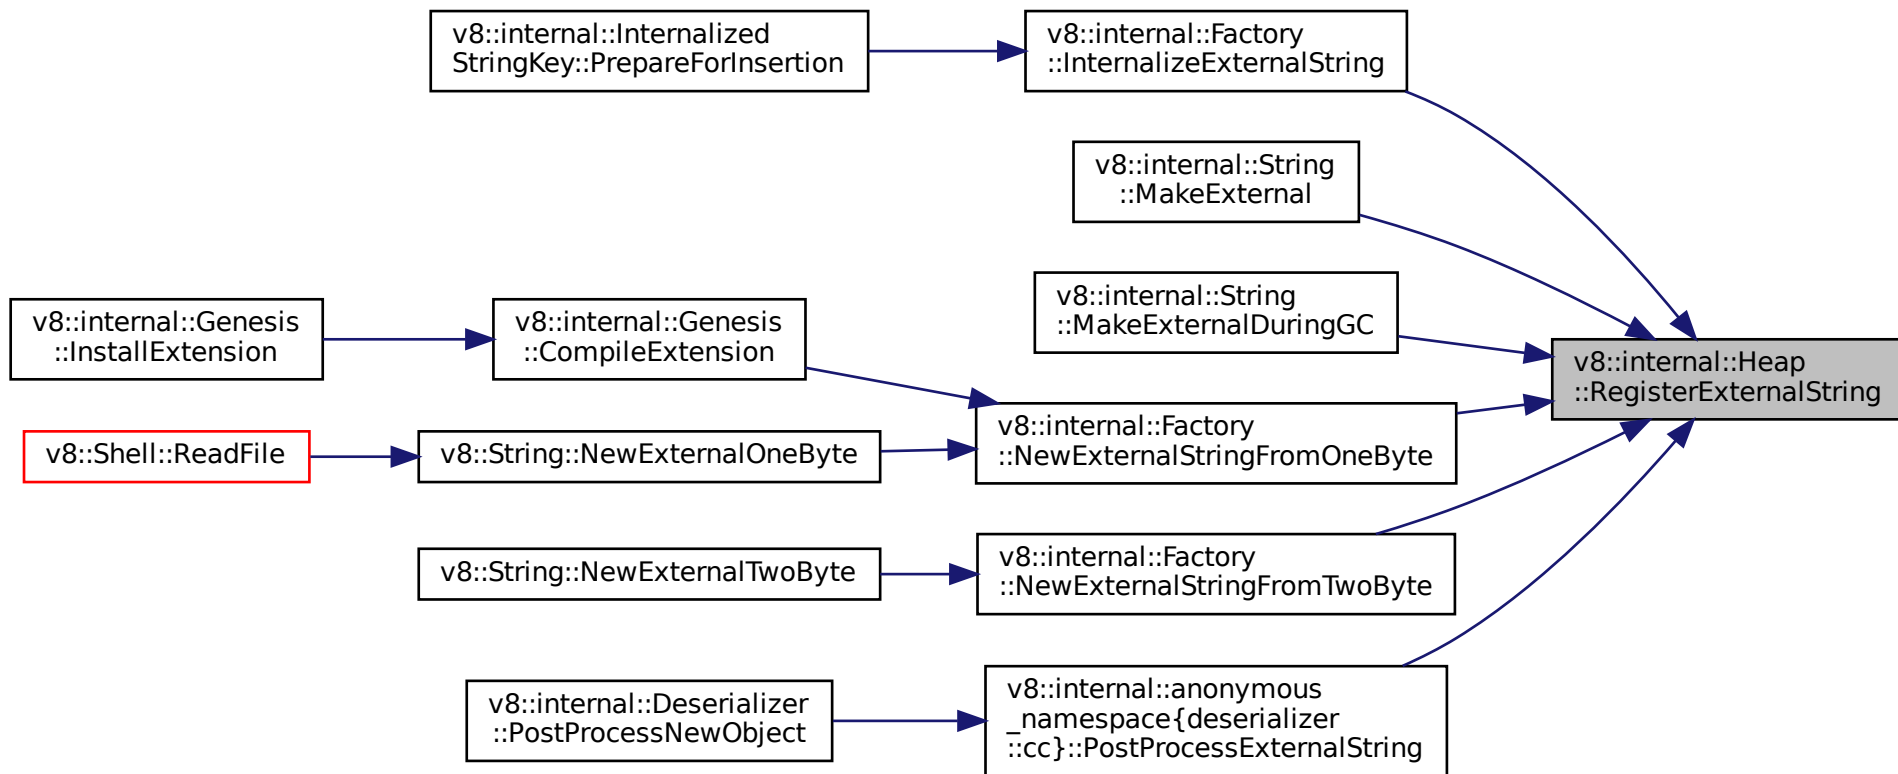 v8::internal::Internalized
StringKey::PrepareForInsertion
v8::internal::Factory
::InternalizeExternalString
v8::internal::String
::MakeExternal
v8::internal::String
::MakeExternalDuringGC
v8::internal::Genesis
::InstallExtension
v8::internal::Genesis
::CompileExtension
v8::internal::Heap
::RegisterExternalString
v8::Shell::ReadFile
v8::String::NewExternalOneByte
v8::internal::Factory
::NewExternalStringFromOneByte
v8::String::NewExternalTwoByte
v8::internal::Factory
::NewExternalStringFromTwoByte
v8::internal::Deserializer
::PostProcessNewObject
v8::internal::anonymous
_namespace{deserializer
::cc}::PostProcessExternalString